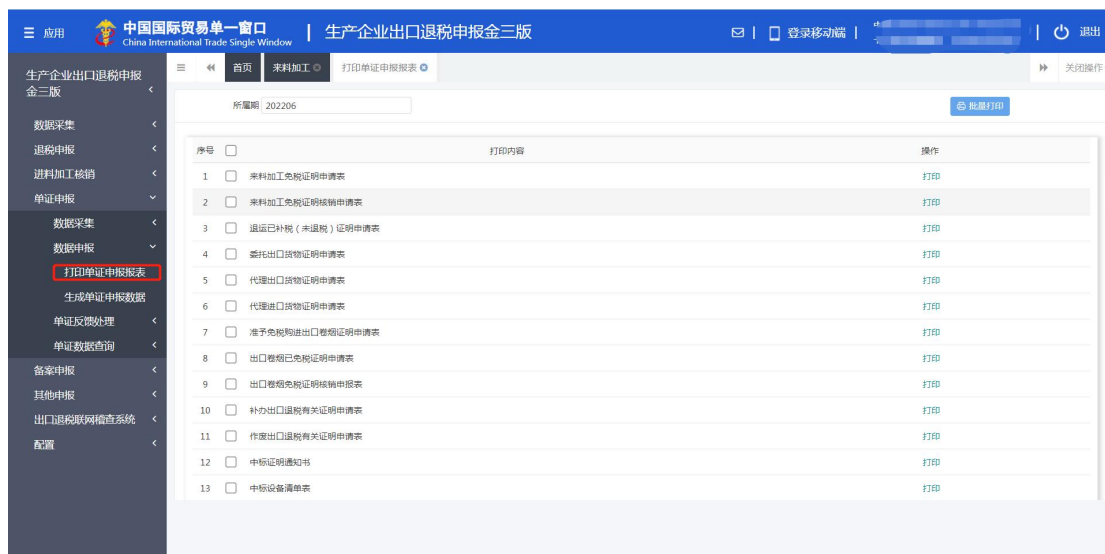 应用
中国国际贸易单一窗口
China International Trade Single Window
生产企业出口退税申报金三版
登录移动端
退出
生产企业出口退税申报
金三版
数据采集
退税申报
进料加工核销
单证申报
数据采集
数据申报
打印单证申报报表
生成单证申报数据
单证反馈处理
单证数据查询
备案申报
其他申报
出口退税联网稽查系统
配置
首页
来料加工
打印单证申报报表
关闭操作
所属期 202206
批量打印
序号 打印内容 操作
1 来料加工免税证明申请表 打印
2 来料加工免税证明核销申请表 打印
3 退运已补税（未退税）证明申请表 打印
4 委托出口货物证明申请表 打印
5 代理出口货物证明申请表 打印
6 代理进口货物证明申请表 打印
7 准予免税购进出口卷烟证明申请表 打印
8 出口卷烟已免税证明申请表 打印
9 出口卷烟免税证明核销申报表 打印
10 补办出口退税有关证明申请表 打印
11 作废出口退税有关证明申请表 打印
12 中标证明通知书 打印
13 中标设备清单表 打印